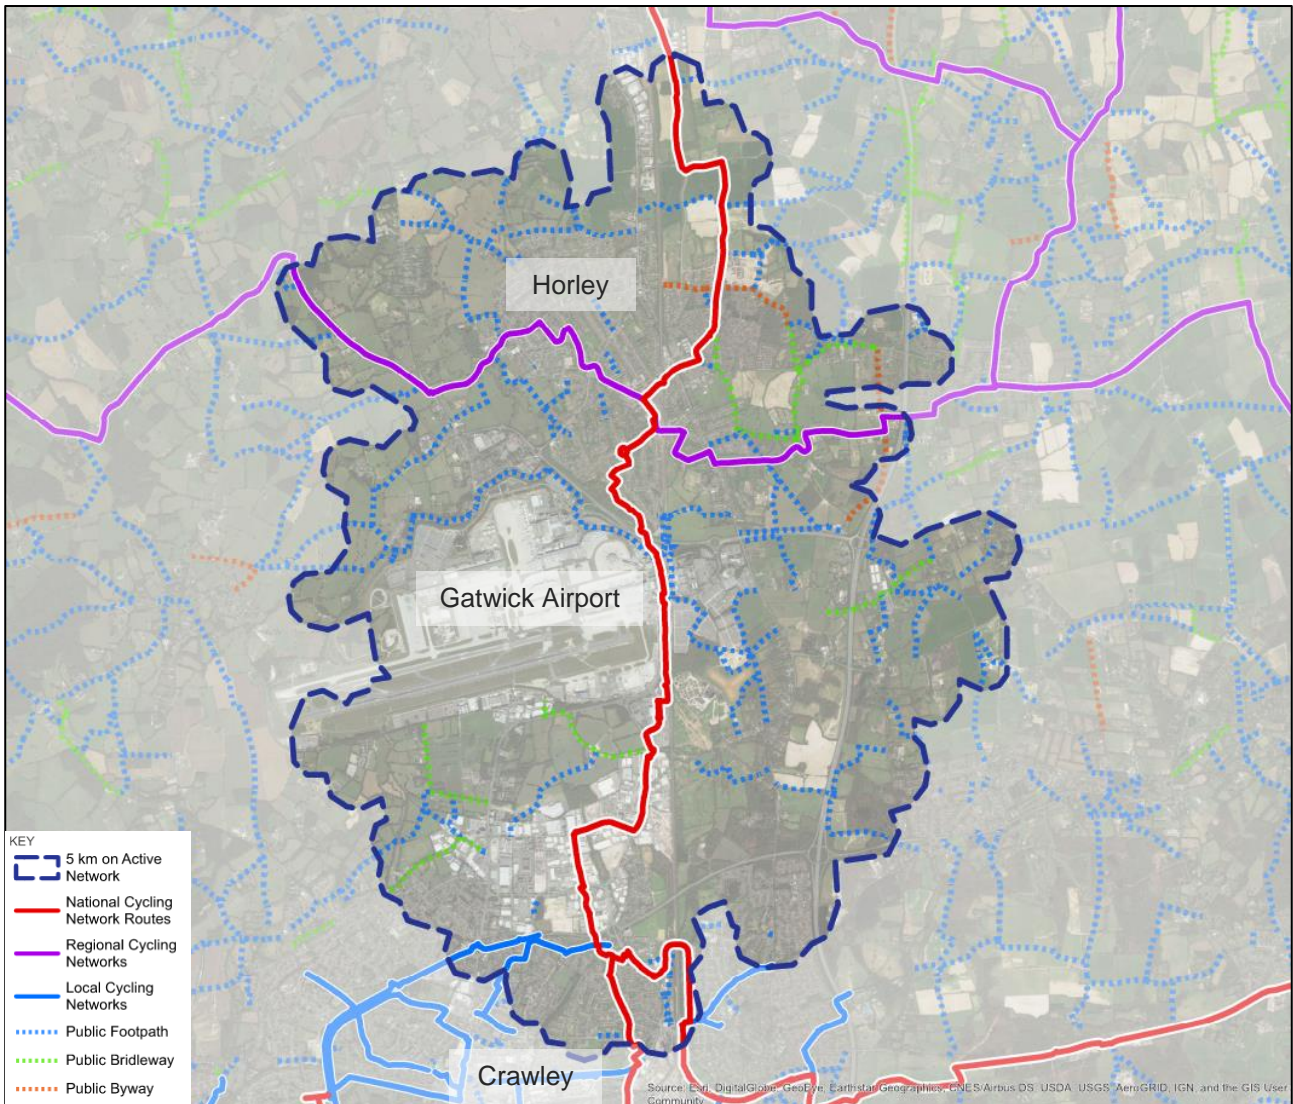 Horley
Gatwick Airport
KEY
5 km on Active
Network
National Cycling
Network Routes
Regional Cycling
Networks
Local Cycling
Networks
Public Footpath
Public Bridleway
Public Byway
Crawley
Source: Esri, DigitalGlobe, GeoEye, Earthstar Geographics, CNES/Airbus DS, USDA, USGS, AeroGRID, IGN, and the GIS User
Community